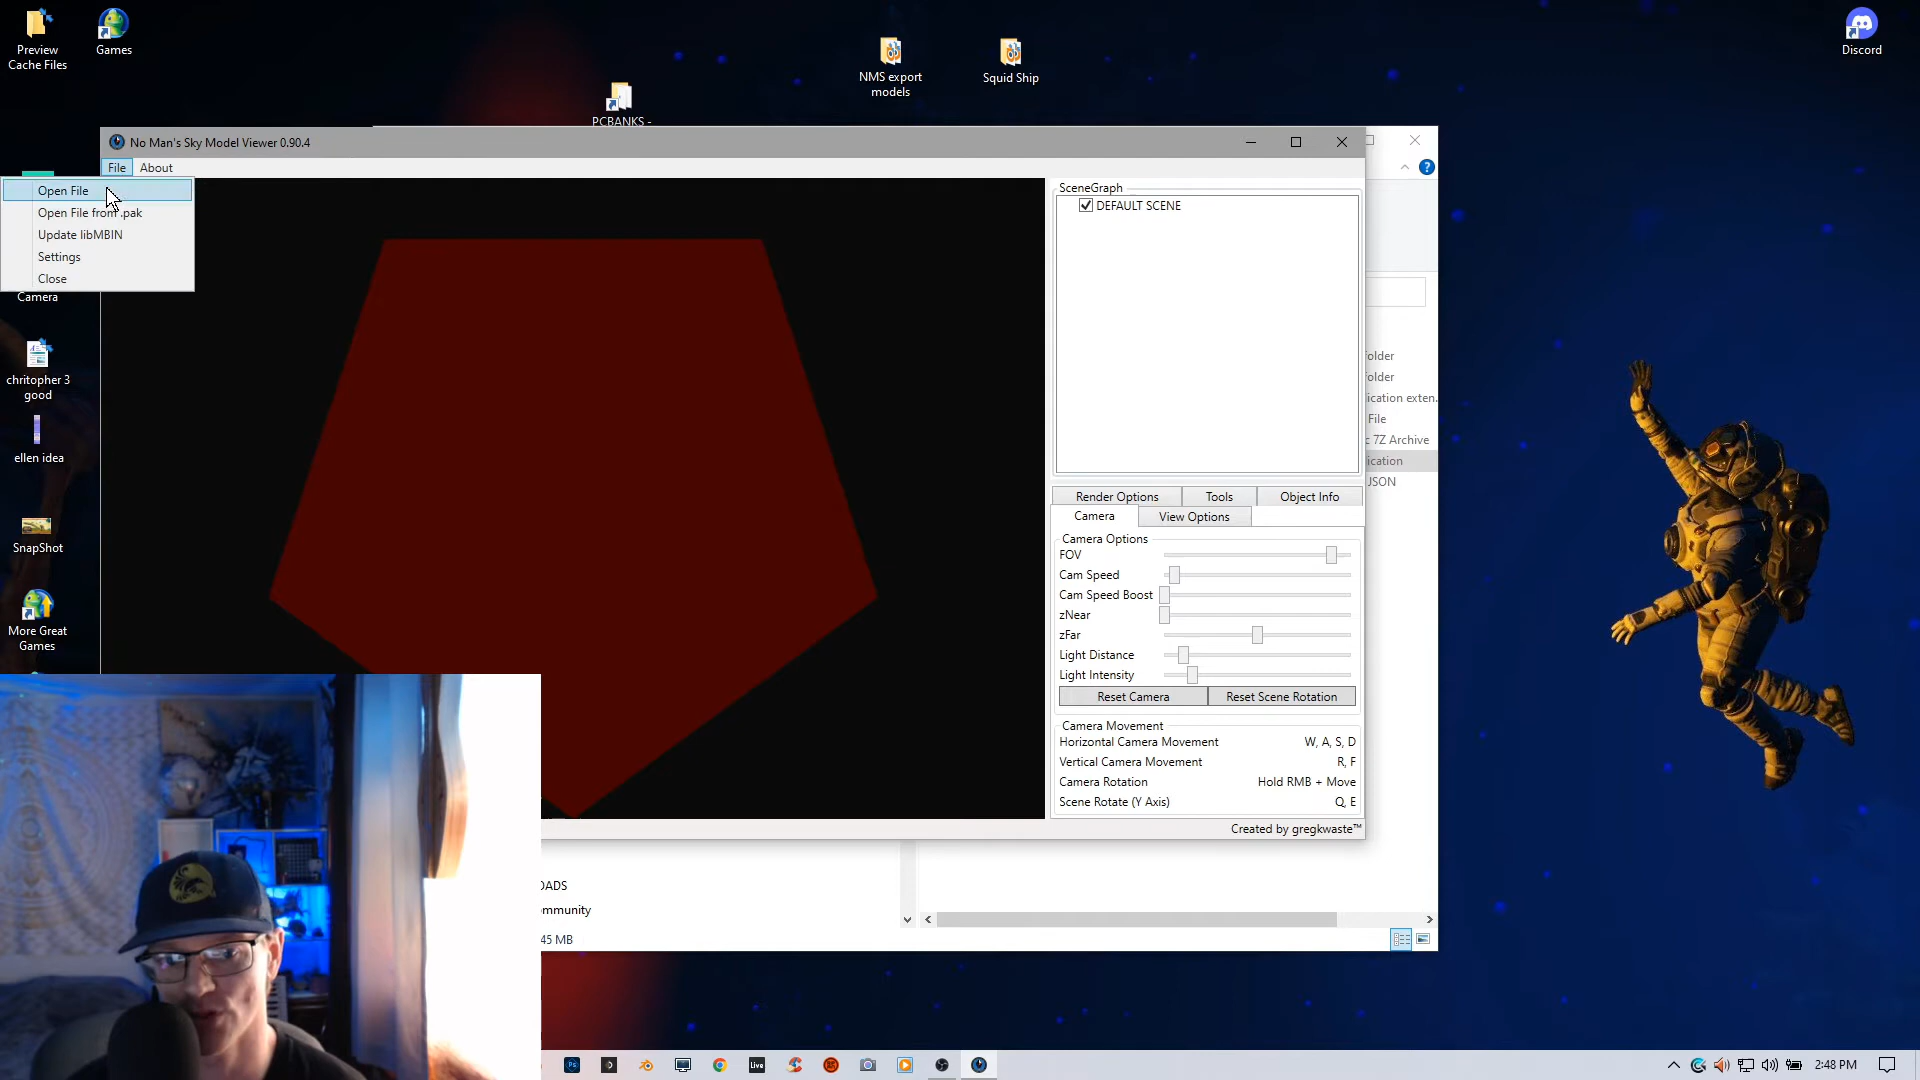 Preview
Cache Files
Games
NMS export
models
Squid Ship
Discord
PCBANKS -
No Man's Sky Model Viewer 0.90.4
File
About
Open File
Open File from .pak
Update libMBIN
Settings
Close
Camera
chritopher 3
good
ellen idea
SnapShot
More Great
Games
SceneGraph
DEFAULT SCENE
Render Options
Tools
Object Info
Camera
View Options
Camera Options
FOV
Cam Speed
Cam Speed Boost
zNear
zFar
Light Distance
Light Intensity
Reset Camera
Reset Scene Rotation
Camera Movement
Horizontal Camera Movement W, A, S, D
Vertical Camera Movement R, F
Camera Rotation Hold RMB + Move
Scene Rotate (Y Axis) Q, E
Created by gregkwaste™
older
older
ication exten.
File
c 7Z Archive
ication
JSON
OADS
mmunity
45 MB
Ps
Live
2:48 PM